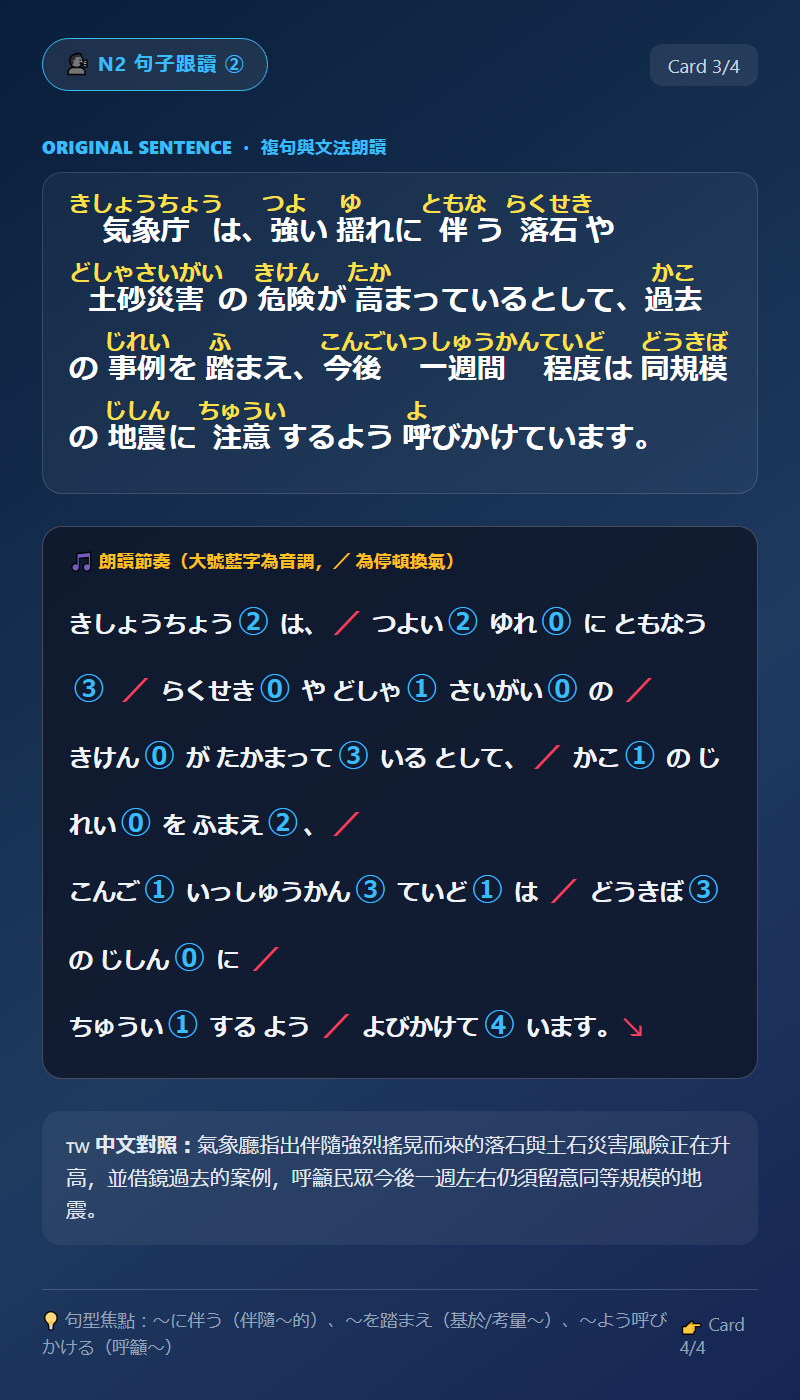 N2 句子跟讀 ②
Card 3/4
ORIGINAL SENTENCE · 複句與文法朗讀
きしょうちょう つよ ゆ ともな らくせき
気象庁は、強い揺れに伴う落石や
どしゃさいがい きけん たか かこ
土砂災害の危険が高まっているとして、過去
じれい ふ こんごいっしゅうかんていど どうきぼ
の事例を踏まえ、今後一週間程度は同規模
じしん ちゅうい よ
の地震に注意するよう呼びかけています。
🎵 朗讀節奏（大號藍字為音調，／為停頓換氣）
きしょうちょう② は、／ つよい② ゆれ⓪ に ともなう
③ ／ らくせき⓪ や どしゃ① さいがい⓪ の ／
きけん⓪ が たかまって③ いる として、／ かこ① の じ
れい⓪ を ふまえ②、／
こんご① いっしゅうかん③ ていど① は ／ どうきぼ③
の じしん⓪ に ／
ちゅうい① する よう ／ よびかけて④ います。↘
TW 中文對照：氣象廳指出伴隨強烈搖晃而來的落石與土石災害風險正在升
高，並借鏡過去的案例，呼籲民眾今後一週左右仍須留意同等規模的地
震。
💡 句型焦點：～に伴う（伴隨～的）、～を踏まえ（基於/考量～）、～よう呼び
かける（呼籲～）
👉 Card
4/4